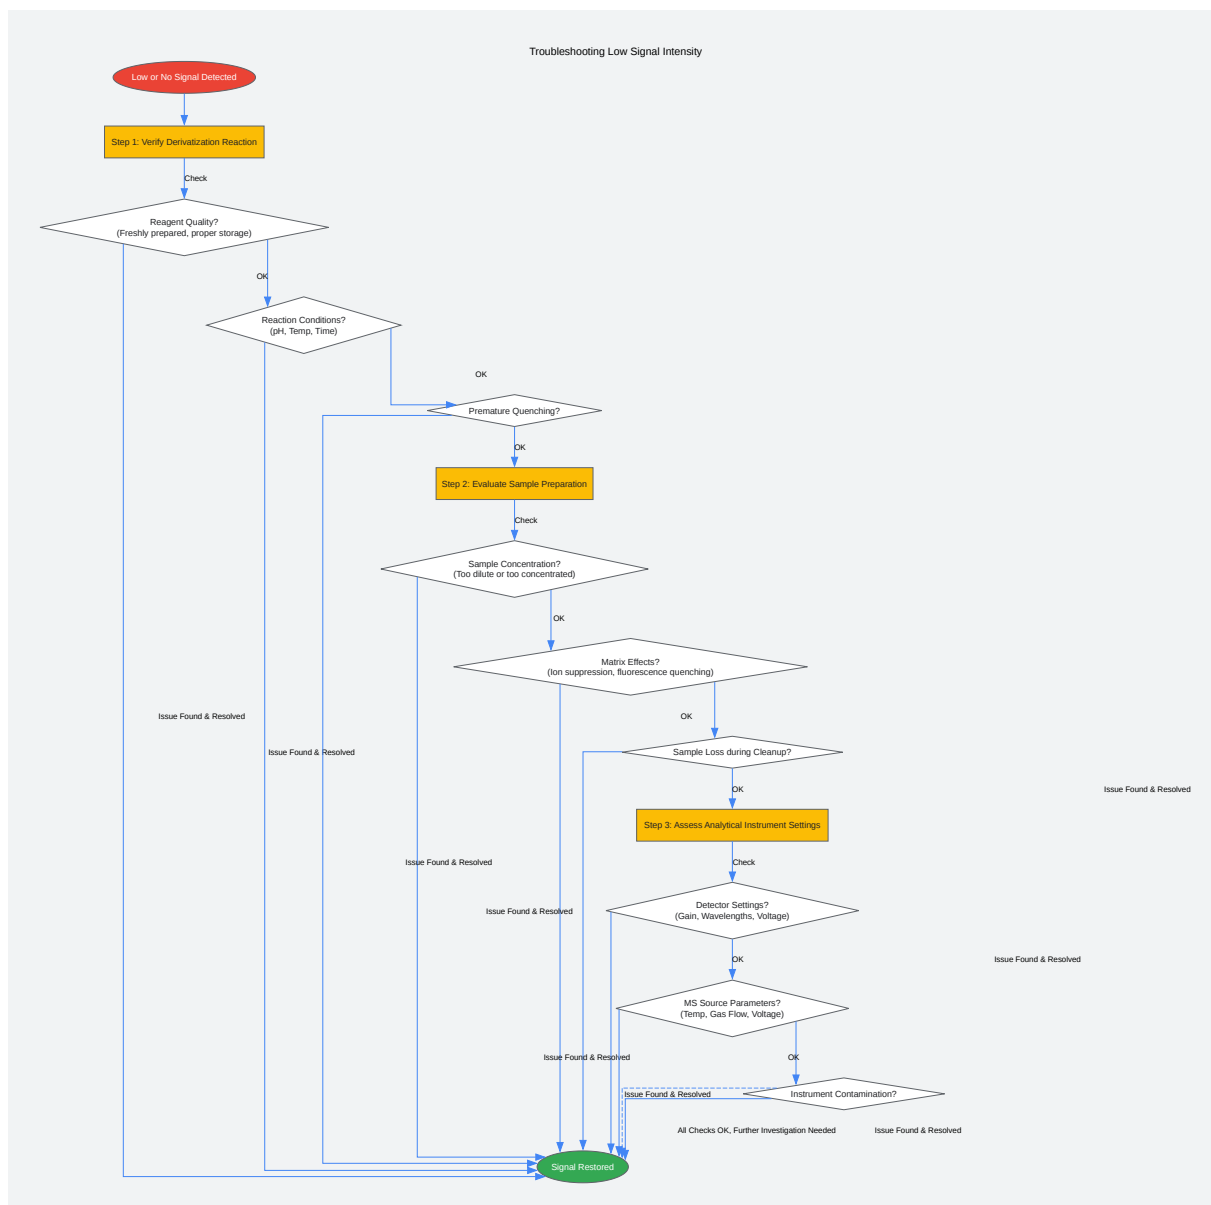 Troubleshooting Low Signal Intensity
Low or No Signal Detected
Step 1: Verify Derivatization Reaction
Check
Reagent Quality?
(Freshly prepared, proper storage)
OK
Reaction Conditions?
(pH, Temp, Time)
OK
Premature Quenching?
OK
Step 2: Evaluate Sample Preparation
Check
Sample Concentration?
(Too dilute or too concentrated)
OK
Matrix Effects?
(Ion suppression, fluorescence quenching)
Issue Found & Resolved
OK
Issue Found & Resolved
Sample Loss during Cleanup?
OK
Issue Found & Resolved
Step 3: Assess Analytical Instrument Settings
Issue Found & Resolved
Check
Detector Settings?
(Gain, Wavelengths, Voltage)
Issue Found & Resolved
OK
Issue Found & Resolved
MS Source Parameters?
(Temp, Gas Flow, Voltage)
Issue Found & Resolved
OK
Issue Found & Resolved
Instrument Contamination?
All Checks OK, Further Investigation Needed
Issue Found & Resolved
Signal Restored